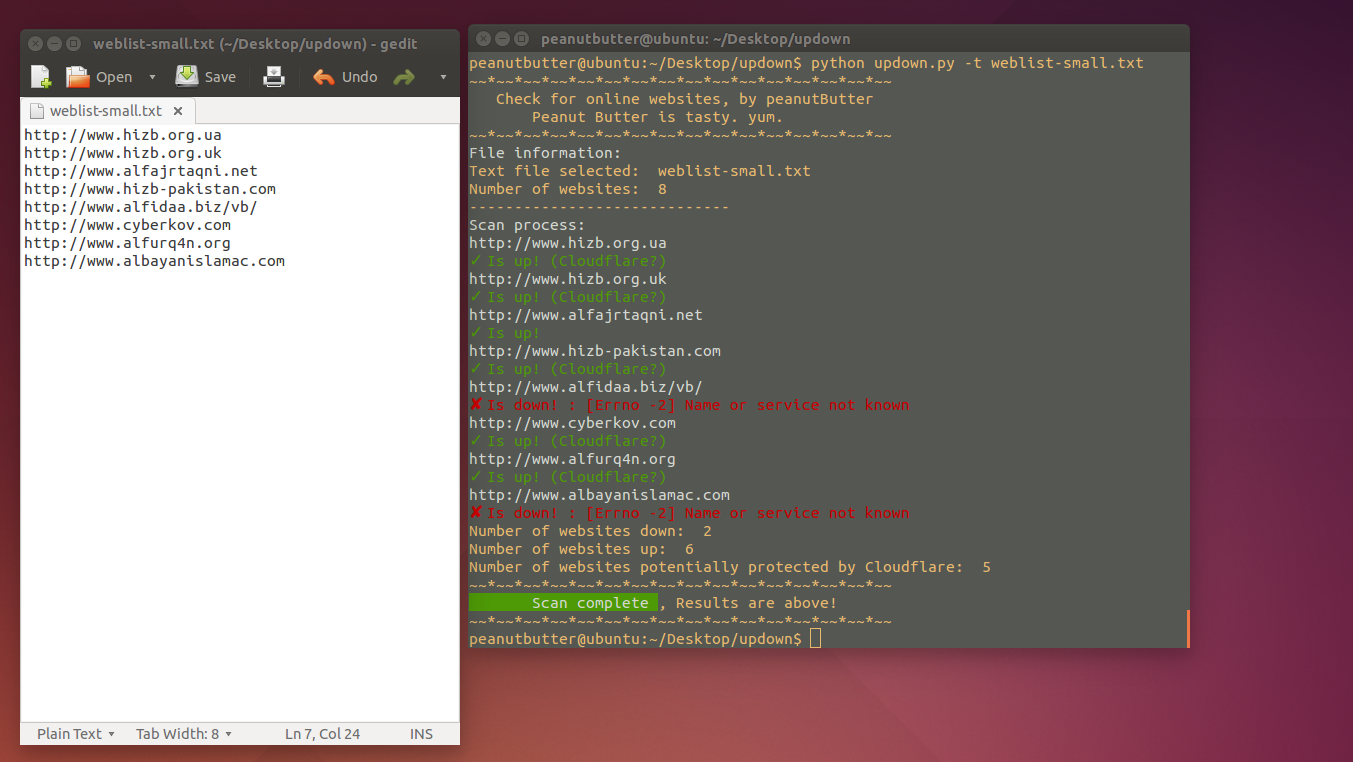 weblist-small.txt (~/Desktop/updown) - gedit
Open
Save
Undo
weblist-small.txt
http://www.hizb.org.ua
http://www.hizb.org.uk
http://www.alfajrtaqni.net
http://www.hizb-pakistan.com
http://www.alfidaa.biz/vb/
http://www.cyberkov.com
http://www.alfurq4n.org
http://www.albayanislamac.com
Plain Text
Tab Width: 8
Ln 7, Col 24
INS
peanutbutter@ubuntu: ~/Desktop/updown
peanutbutter@ubuntu:~/Desktop/updown$ python updown.py -t weblist-small.txt
~~*~~*~~*~~*~~*~~*~~*~~*~~*~~*~~*~~*~~*~~*~~*~~
Check for online websites, by peanutButter
Peanut Butter is tasty. yum.
~~*~~*~~*~~*~~*~~*~~*~~*~~*~~*~~*~~*~~*~~*~~*~~
File information:
Text file selected:  weblist-small.txt
Number of websites:  8
-----------------------------
Scan process:
http://www.hizb.org.ua
✓ Is up! (Cloudflare?)
http://www.hizb.org.uk
✓ Is up! (Cloudflare?)
http://www.alfajrtaqni.net
✓ Is up!
http://www.hizb-pakistan.com
✓ Is up! (Cloudflare?)
http://www.alfidaa.biz/vb/
✘ Is down! : [Errno -2] Name or service not known
http://www.cyberkov.com
✓ Is up! (Cloudflare?)
http://www.alfurq4n.org
✓ Is up! (Cloudflare?)
http://www.albayanislamac.com
✘ Is down! : [Errno -2] Name or service not known
Number of websites down:  2
Number of websites up:  6
Number of websites potentially protected by Cloudflare:  5
~~*~~*~~*~~*~~*~~*~~*~~*~~*~~*~~*~~*~~*~~*~~*~~
Scan complete , Results are above!
~~*~~*~~*~~*~~*~~*~~*~~*~~*~~*~~*~~*~~*~~*~~*~~
peanutbutter@ubuntu:~/Desktop/updown$